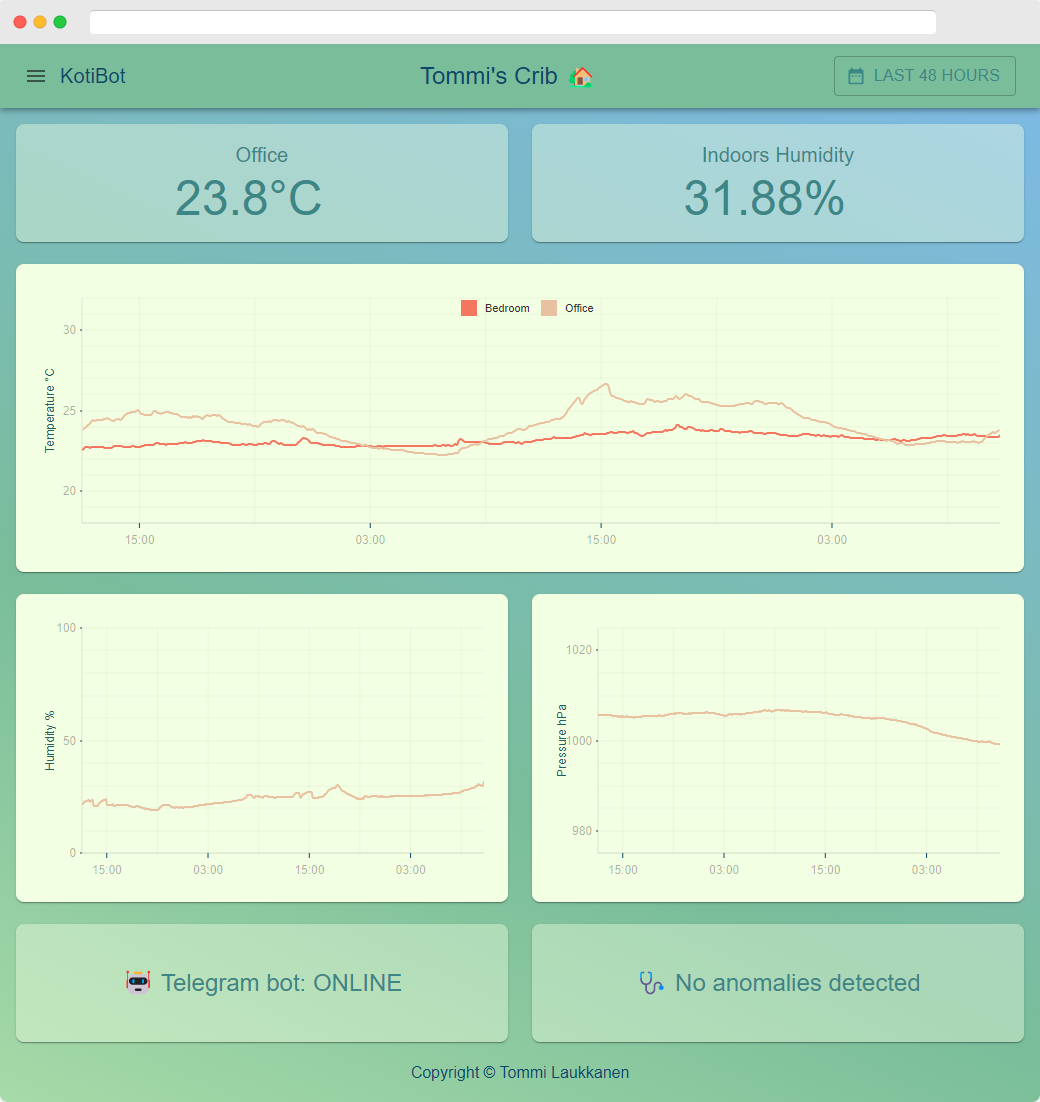 KotiBot
Tommi's Crib
LAST 48 HOURS
Office
23.8°C
Indoors Humidity
31.88%
Bedroom
Office
Temperature °C
30
25
20
15:00
03:00
15:00
03:00
Humidity %
100
50
0
15:00
03:00
15:00
03:00
Pressure hPa
1020
1000
980
15:00
03:00
15:00
03:00
Telegram bot: ONLINE
No anomalies detected
Copyright © Tommi Laukkanen